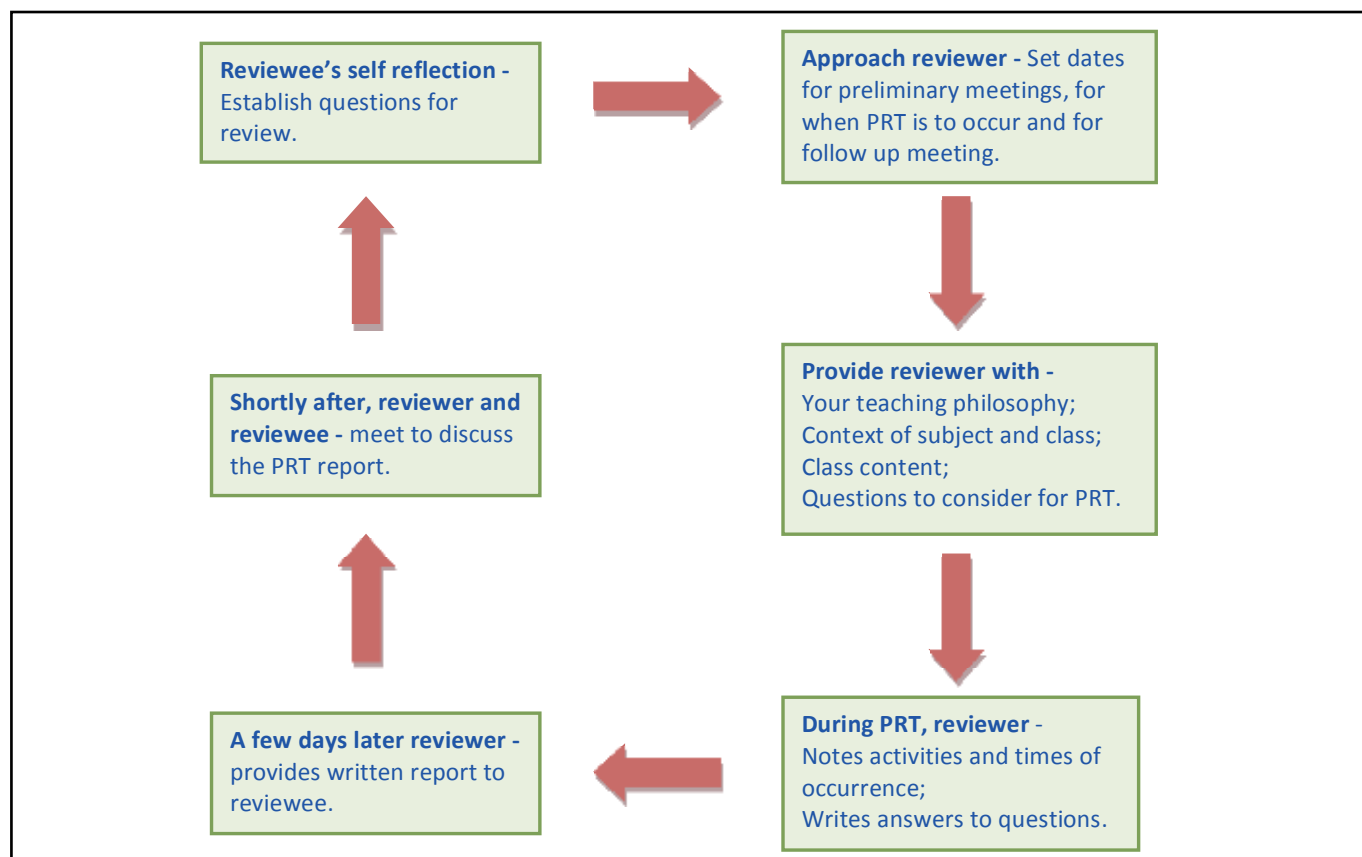 Reviewee’s self reflection -
Establish questions for
review.
Approach reviewer - Set dates
for preliminary meetings, for
when PRT is to occur and for
follow up meeting.
Provide reviewer with -
Your teaching philosophy;
Context of subject and class;
Class content;
Questions to consider for PRT.
During PRT, reviewer -
Notes activities and times of
occurrence;
Writes answers to questions.
A few days later reviewer -
provides written report to
reviewee.
Shortly after, reviewer and
reviewee - meet to discuss
the PRT report.